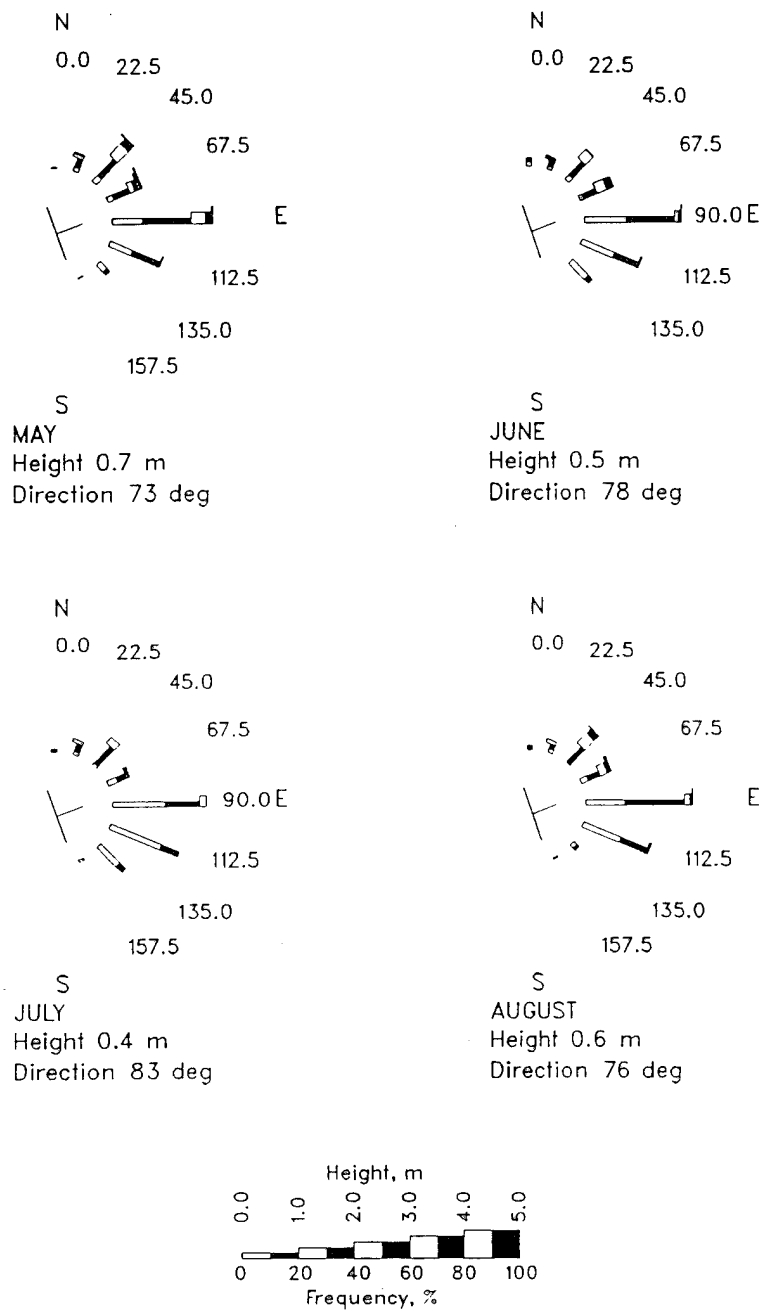 N
0.0 22.5
45.0
67.5
E
112.5
135.0
157.5
S
MAY
Height 0.7 m
Direction 73 deg
N
0.0 22.5
45.0
67.5
90.0 E
112.5
135.0
S
JUNE
Height 0.5 m
Direction 78 deg
N
0.0 22.5
45.0
67.5
90.0 E
112.5
135.0
157.5
S
JULY
Height 0.4 m
Direction 83 deg
N
0.0 22.5
45.0
67.5
E
112.5
135.0
157.5
S
AUGUST
Height 0.6 m
Direction 76 deg
Height, m
0.0 1.0 2.0 3.0 4.0 5.0
0 20 40 60 80 100
Frequency, %